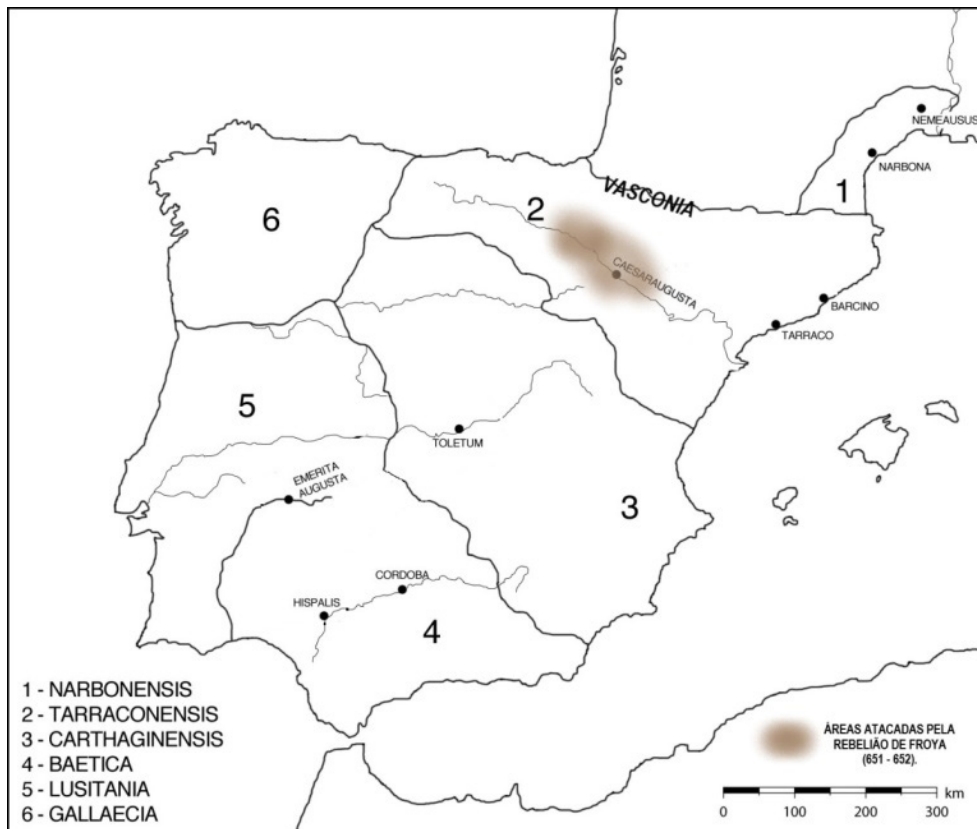 NEMEAUSUS
NARBONA
1
VASCONIA
2
6
CAESARAUGUSTA
BARCINO
TARRACO
5
TOLETUM
EMERITA
AUGUSTA
3
CORDOBA
HISPALIS
4
1 - NARBONENSIS
2 - TARRACONENSIS
3 - CARTHAGINENSIS
4 - BAETICA
5 - LUSITANIA
6 - GALLAECIA
ÁREAS ATACADAS PELA
REBELIÃO DE FROYA
(651 - 652).
km
0 100 200 300